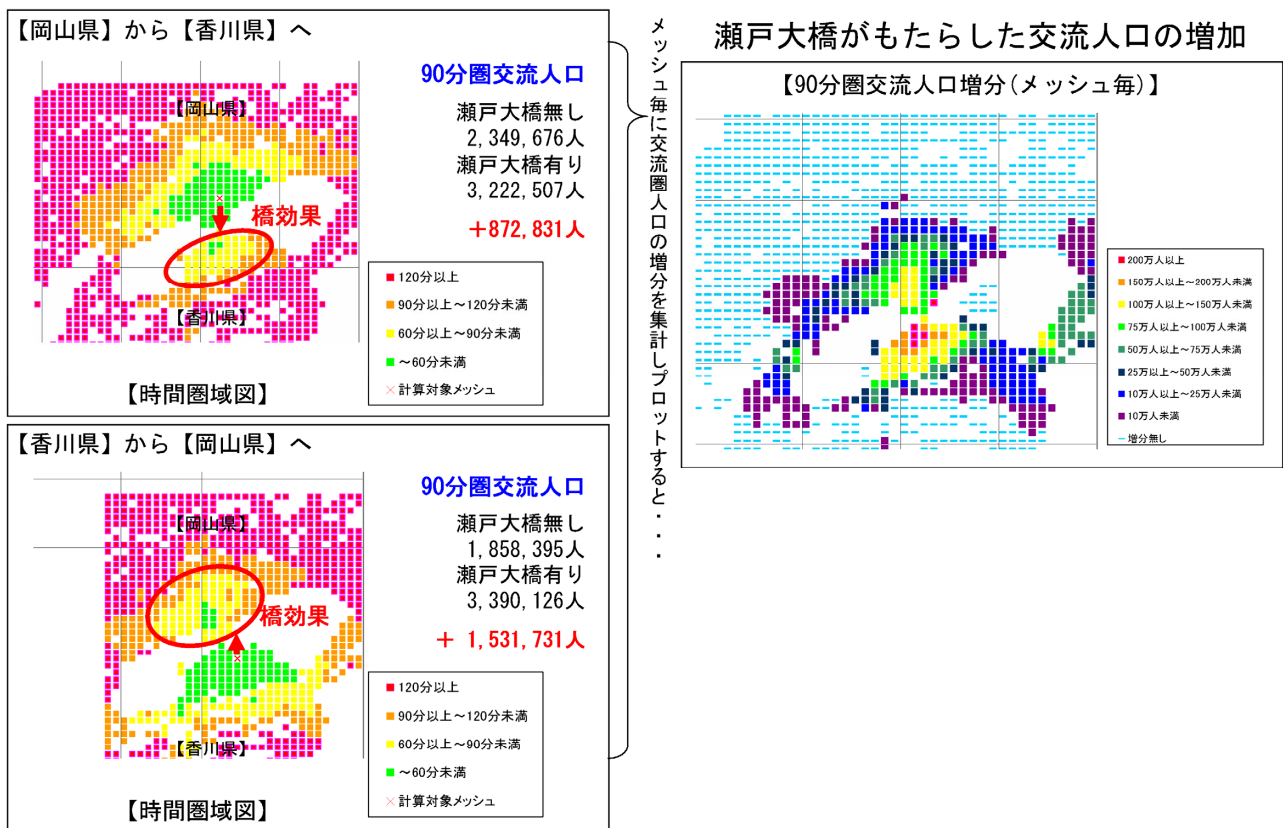 【岡山県】から【香川県】へ
【岡山県】
橋効果
【香川県】
【時間圏域図】
90分圏交流人口
瀬戸大橋無し
2,349,676人
瀬戸大橋有り
3,222,507人
+872,831人
120分以上
90分以上～120分未満
60分以上～90分未満
～60分未満
計算対象メッシュ
【香川県】から【岡山県】へ
【岡山県】
橋効果
【香川県】
【時間圏域図】
90分圏交流人口
瀬戸大橋無し
1,858,395人
瀬戸大橋有り
3,390,126人
+ 1,531,731人
120分以上
90分以上～120分未満
60分以上～90分未満
～60分未満
計算対象メッシュ
メッシュ毎に交流圏人口の増分を集計しプロットすると・・・
瀬戸大橋がもたらした交流人口の増加
【90分圏交流人口増分(メッシュ毎)】
200万人以上
150万人以上～200万人未満
100万人以上～150万人未満
75万人以上～100万人未満
50万人以上～75万人未満
25万以上～50万人未満
10万人以上～25万人未満
10万人未満
増分無し